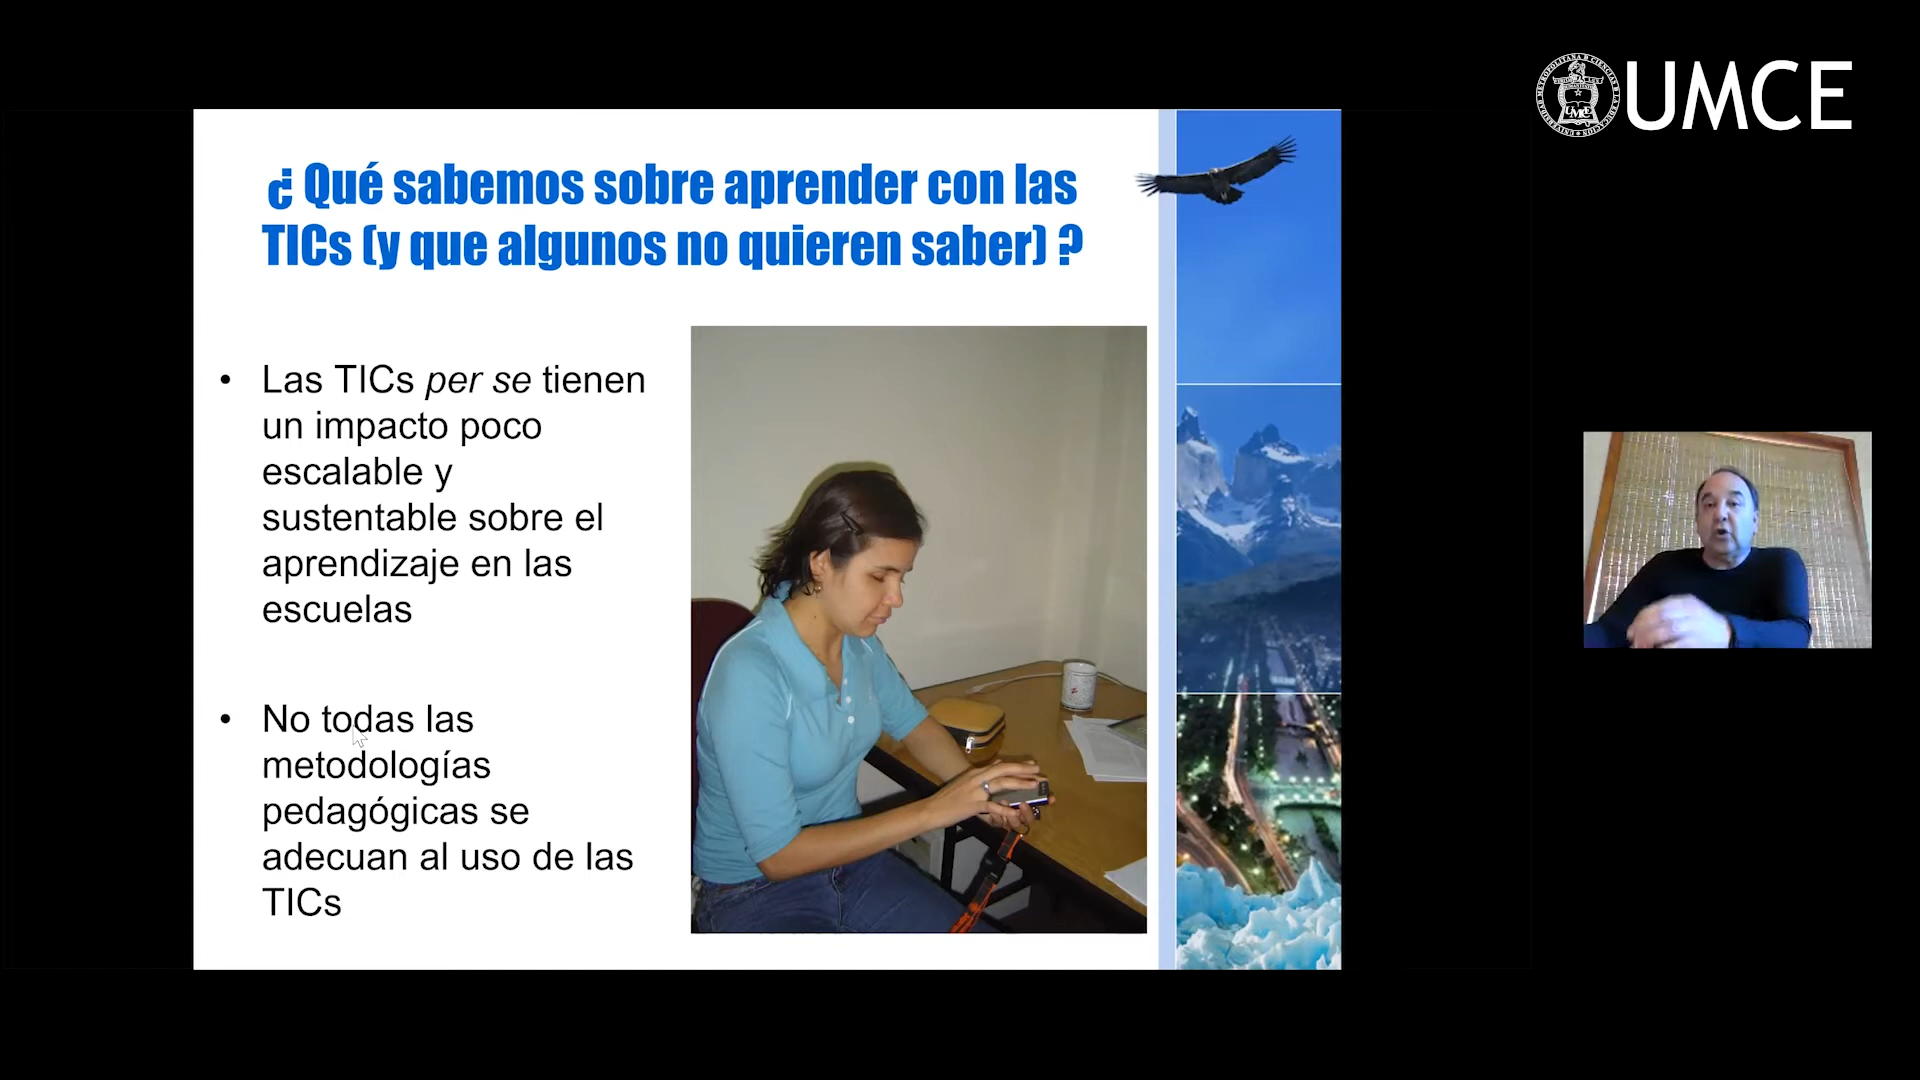 UMCE
¿ Qué sabemos sobre aprender con las
TICs (y que algunos no quieren saber) ?
• Las TICs per se tienen
un impacto poco
escalable y
sustentable sobre el
aprendizaje en las
escuelas
• No todas las
metodologías
pedagógicas se
adecuan al uso de las
TICs